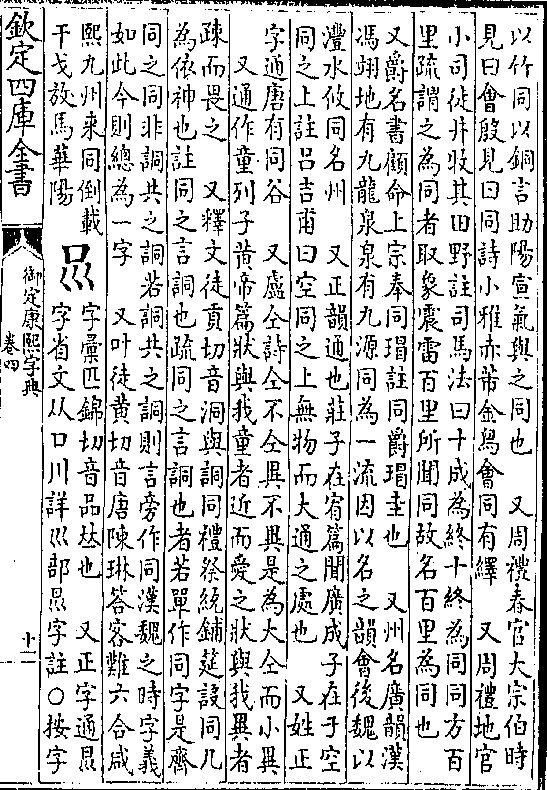 以竹同以銅言助陽宣氣與之同也　又周禮春官大宗伯時
見曰會殷見曰同詩小雅赤芾金舄會同有繹　又周禮地官
小司徒井牧其田野註司馬法曰十成為終十終為同同方百
里疏謂之為同者取象震雷百里所聞同故名百里為同也
又爵名書顧命上宗奉同瑁註同爵瑁圭也　又州名廣韻漢
馮翊地有九龍泉泉有九源同為一流因以名之韻會後魏以
灃水攸同名州　又正韻通也莊子在宥篇聞廣成子在于空
同之上註呂吉甫曰空同之上無物而大通之處也　又姓正
字通唐有同谷　又盧仝詩仝不仝異不異是為大仝而小異
又通作童列子黃帝篇狀與我童者近而愛之狀與我異者
疎而畏之　又釋文徒貢切音洞與詷同禮祭統鋪筵設同几
為依神也註同之言詷也疏同之言詷也者若單作同字是齊
同之同非詷共之詷若詷共之詷則言旁作同漢魏之時字義
如此今則總為一字　又叶徒黃切音唐陳琳答客難六合咸
熙九州來同倒載
干戈放馬華陽
㕣 字彙匹錦切音品㕣也　又正字通㗊
字省文从口川詳巛部㗊字註○按字
欽定四庫全書
御定康熙字典
卷四
十一